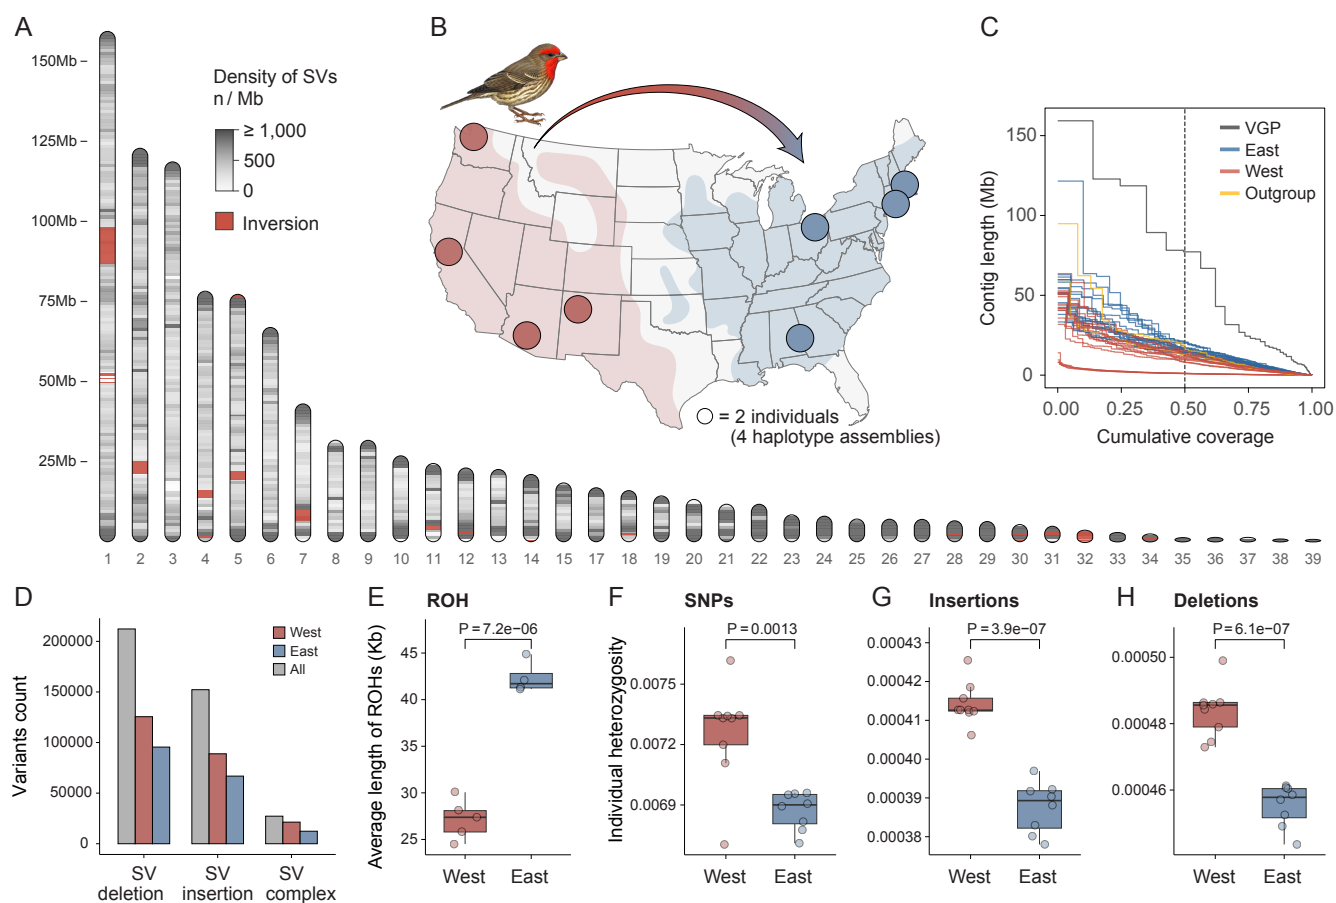 A
150Mb
125Mb
100Mb
75Mb
50Mb
25Mb
Density of SVs
n / Mb
≥ 1,000
500
0
Inversion
1 2 3 4 5 6 7 8 9 10 11 12 13 14 15 17 18 19 20 21 22 23 24 25 26 27 28 29 30 31 32 33 34 35 36 37 38 39
B
= 2 individuals
(4 haplotype assemblies)
C
Contig length (Mb)
150
100
50
0
VGP
East
West
Outgroup
0.00 0.25 0.50 0.75 1.00
Cumulative coverage
D
Variants count
200000
150000
100000
50000
0
West
East
All
SV deletion
SV insertion
SV complex
E ROH
P = 7.2e−06
Average length of ROHs (Kb)
45
42
39
36
33
30
27
25
West East
F SNPs
P = 0.0013
Individual heterozygosity
0.0075
0.0072
0.0069
West East
G Insertions
P = 3.9e−07
0.00043
0.00042
0.00041
0.00040
0.00039
0.00038
West East
H Deletions
P = 6.1e−07
0.00050
0.00048
0.00046
West East